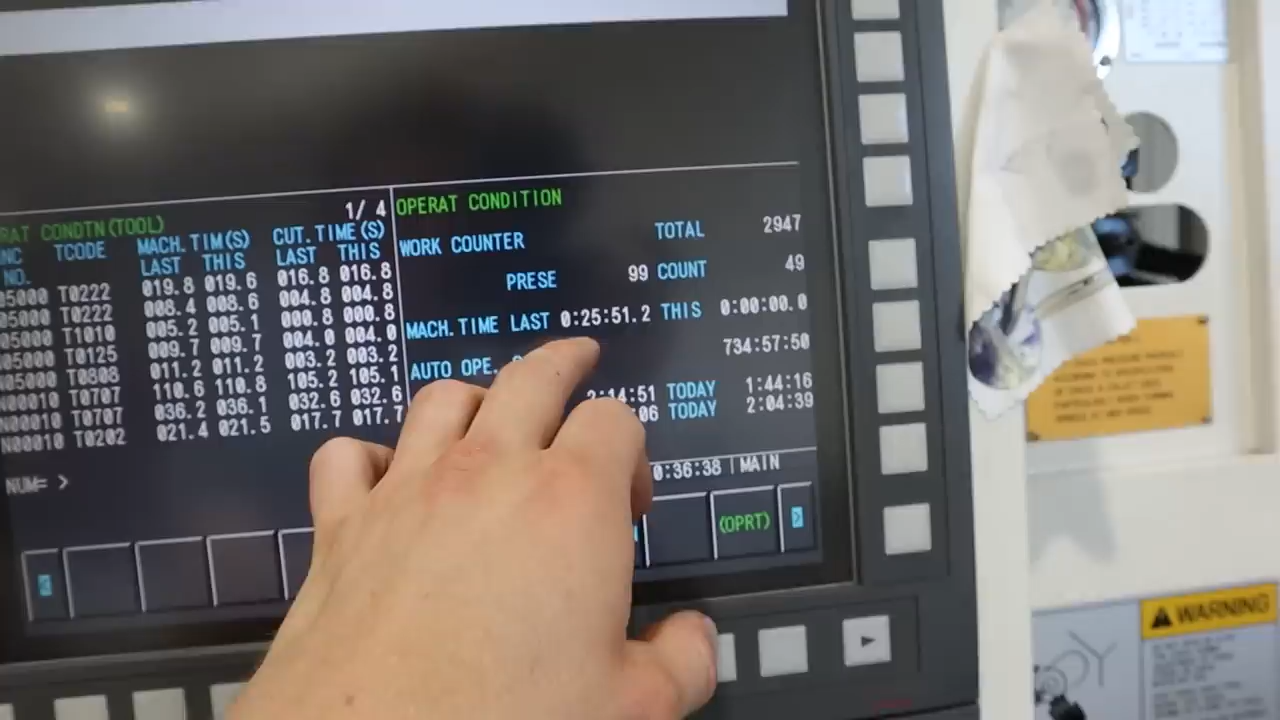 1/ 4
RAT CONDTN(TOOL)
NC TCODE MACH. TIM(S) CUT. TIME(S)
NO. LAST THIS LAST THIS
05000 T0222 019.8 019.6 016.8 016.8
05000 T0222 008.4 008.6 004.8 004.8
05000 T1010 005.2 005.1 000.8 000.8
05000 T0125 009.7 009.7 004.0 004.0
05000 T0808 011.2 011.2 003.2 003.2
N00010 T0707 110.6 110.8 105.2 105.1
N00010 T0707 036.2 036.1 032.6 032.6
N00010 T0202 021.4 021.5 017.7 017.7
NUM= >
OPERAT CONDITION
WORK COUNTER TOTAL 2947
PRESE 99 COUNT 49
MACH.TIME LAST 0:25:51.2 THIS 0:00:00.0
AUTO OPE. 734:57:50
2:14:51 TODAY 1:44:16
06 TODAY 2:04:39
0:36:38 MAIN
(OPRT) >
<
WARNING